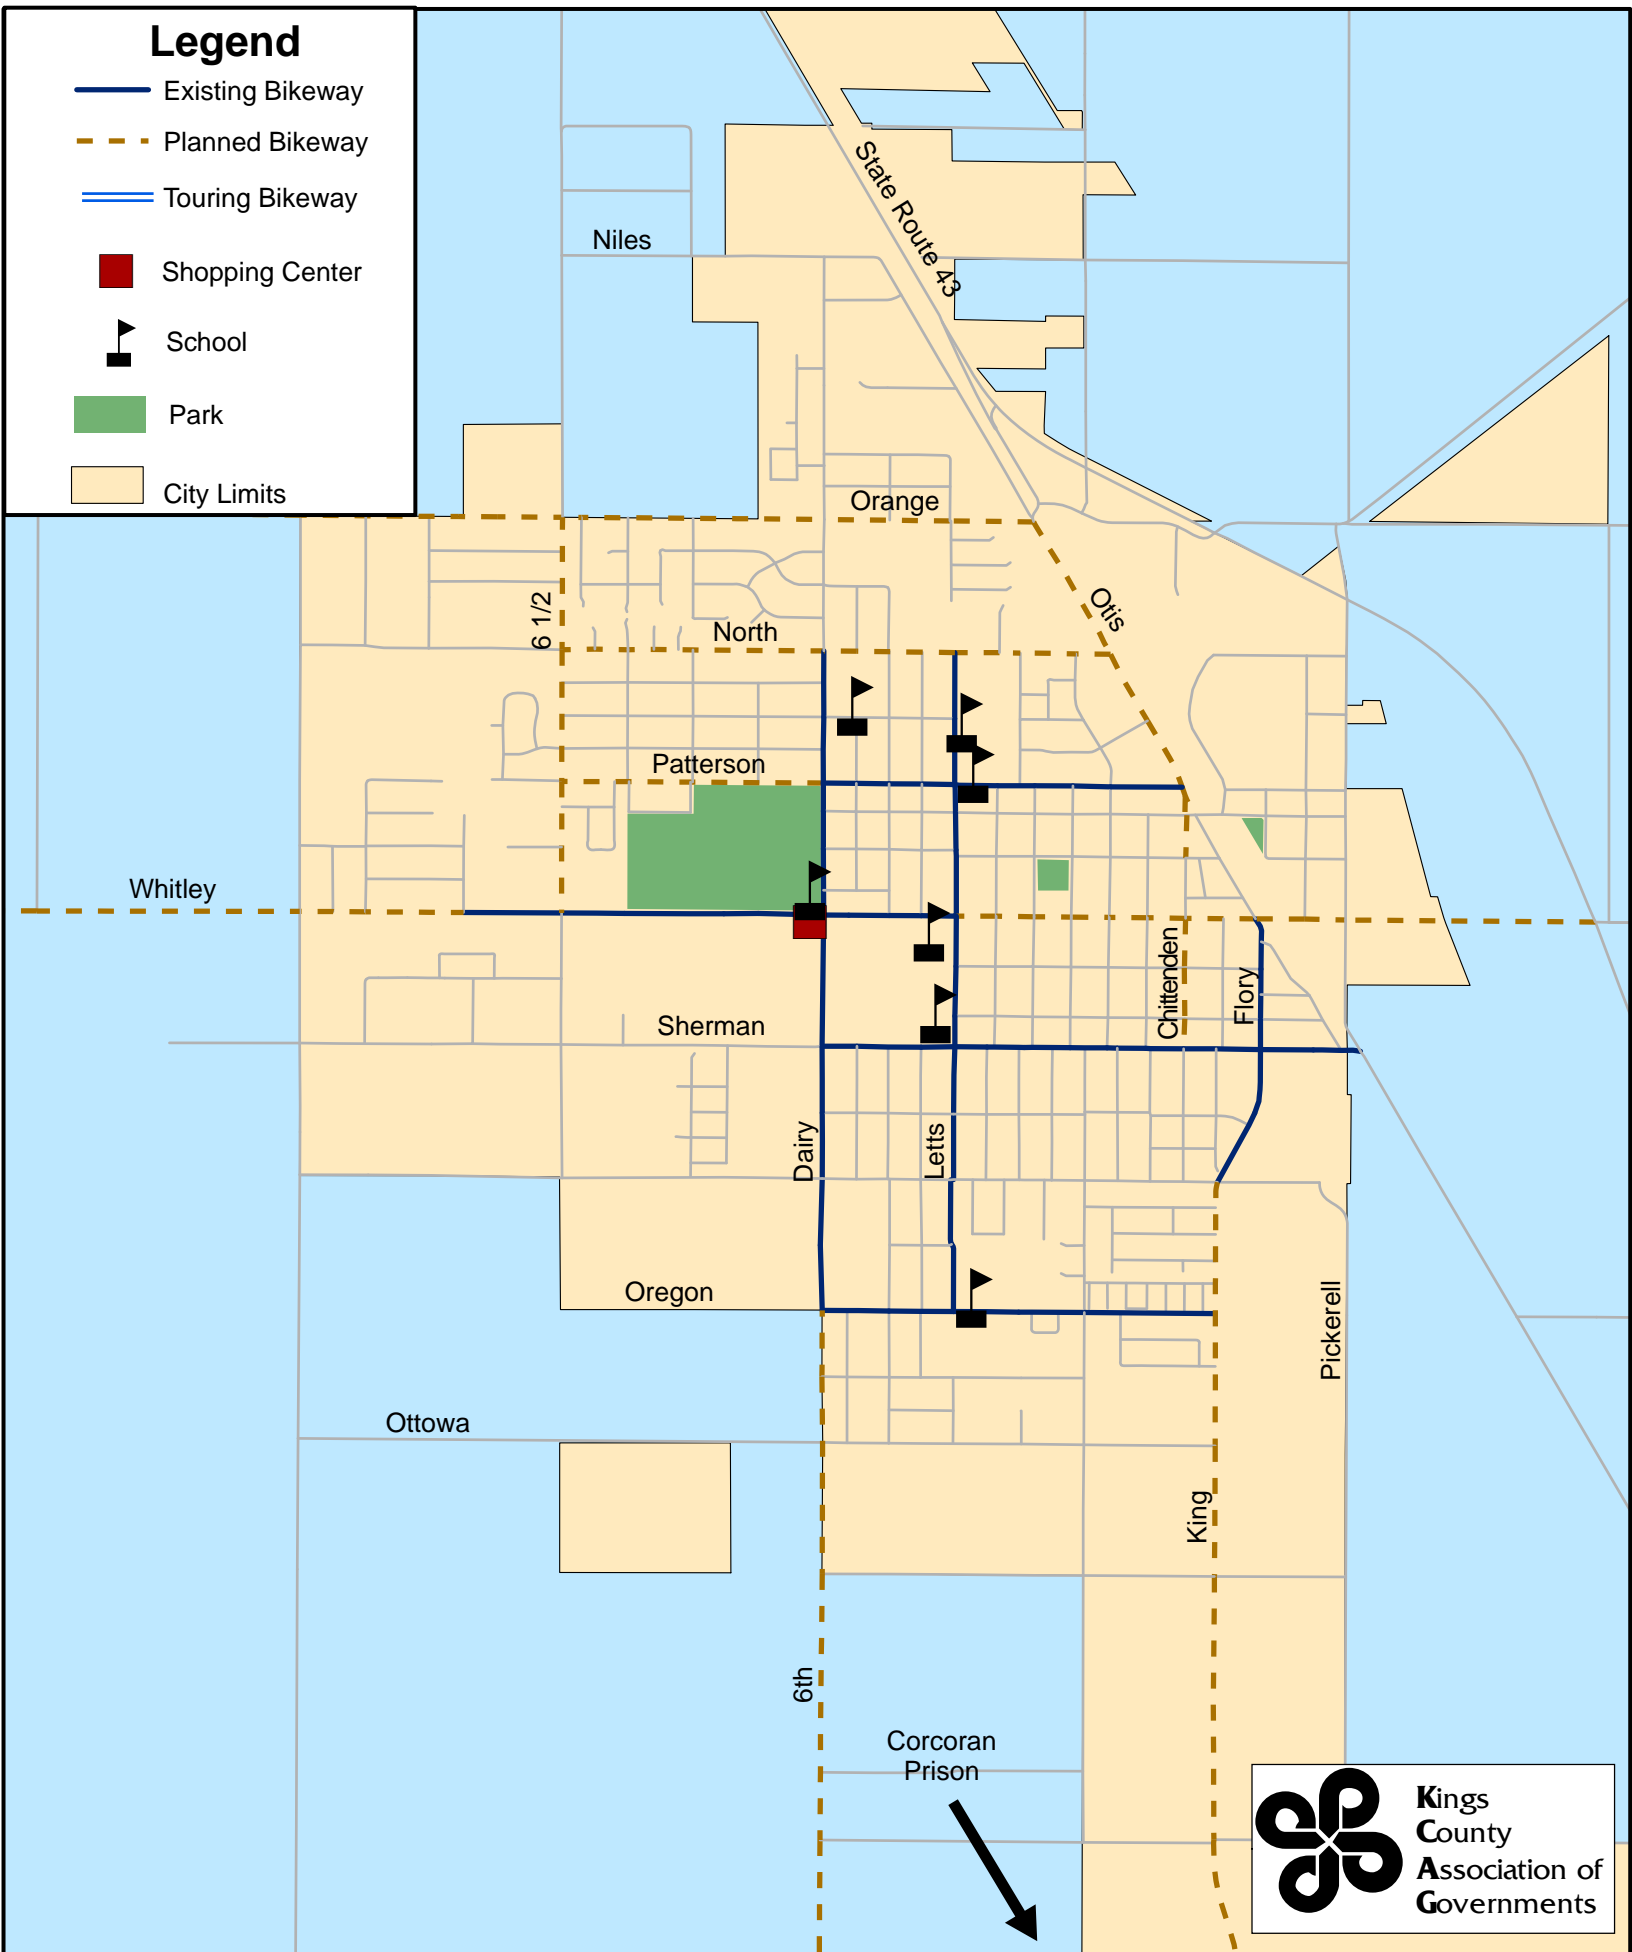 Legend
Existing Bikeway
Planned Bikeway
Touring Bikeway
Shopping Center
School
Park
City Limits
State Route 43
Niles
Orange
6 1/2
Otis
North
Patterson
Whitley
Chittenden
Flory
Sherman
Dairy
Letts
Oregon
Pickerell
Ottowa
King
6th
Corcoran
Prison
Kings
County
Association of
Governments